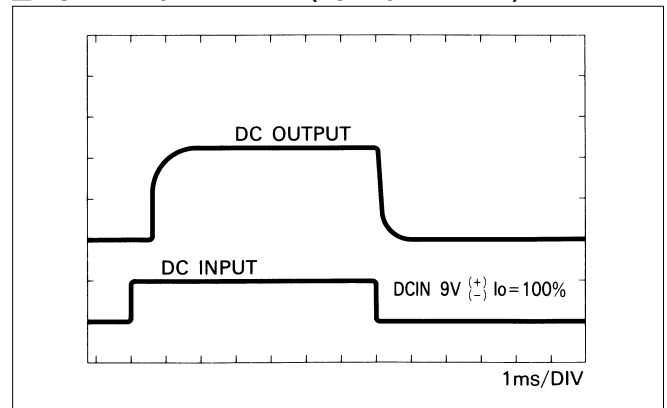 DC OUTPUT
DC INPUT
DCIN 9V (+) (−) Io=100%
1ms/DIV